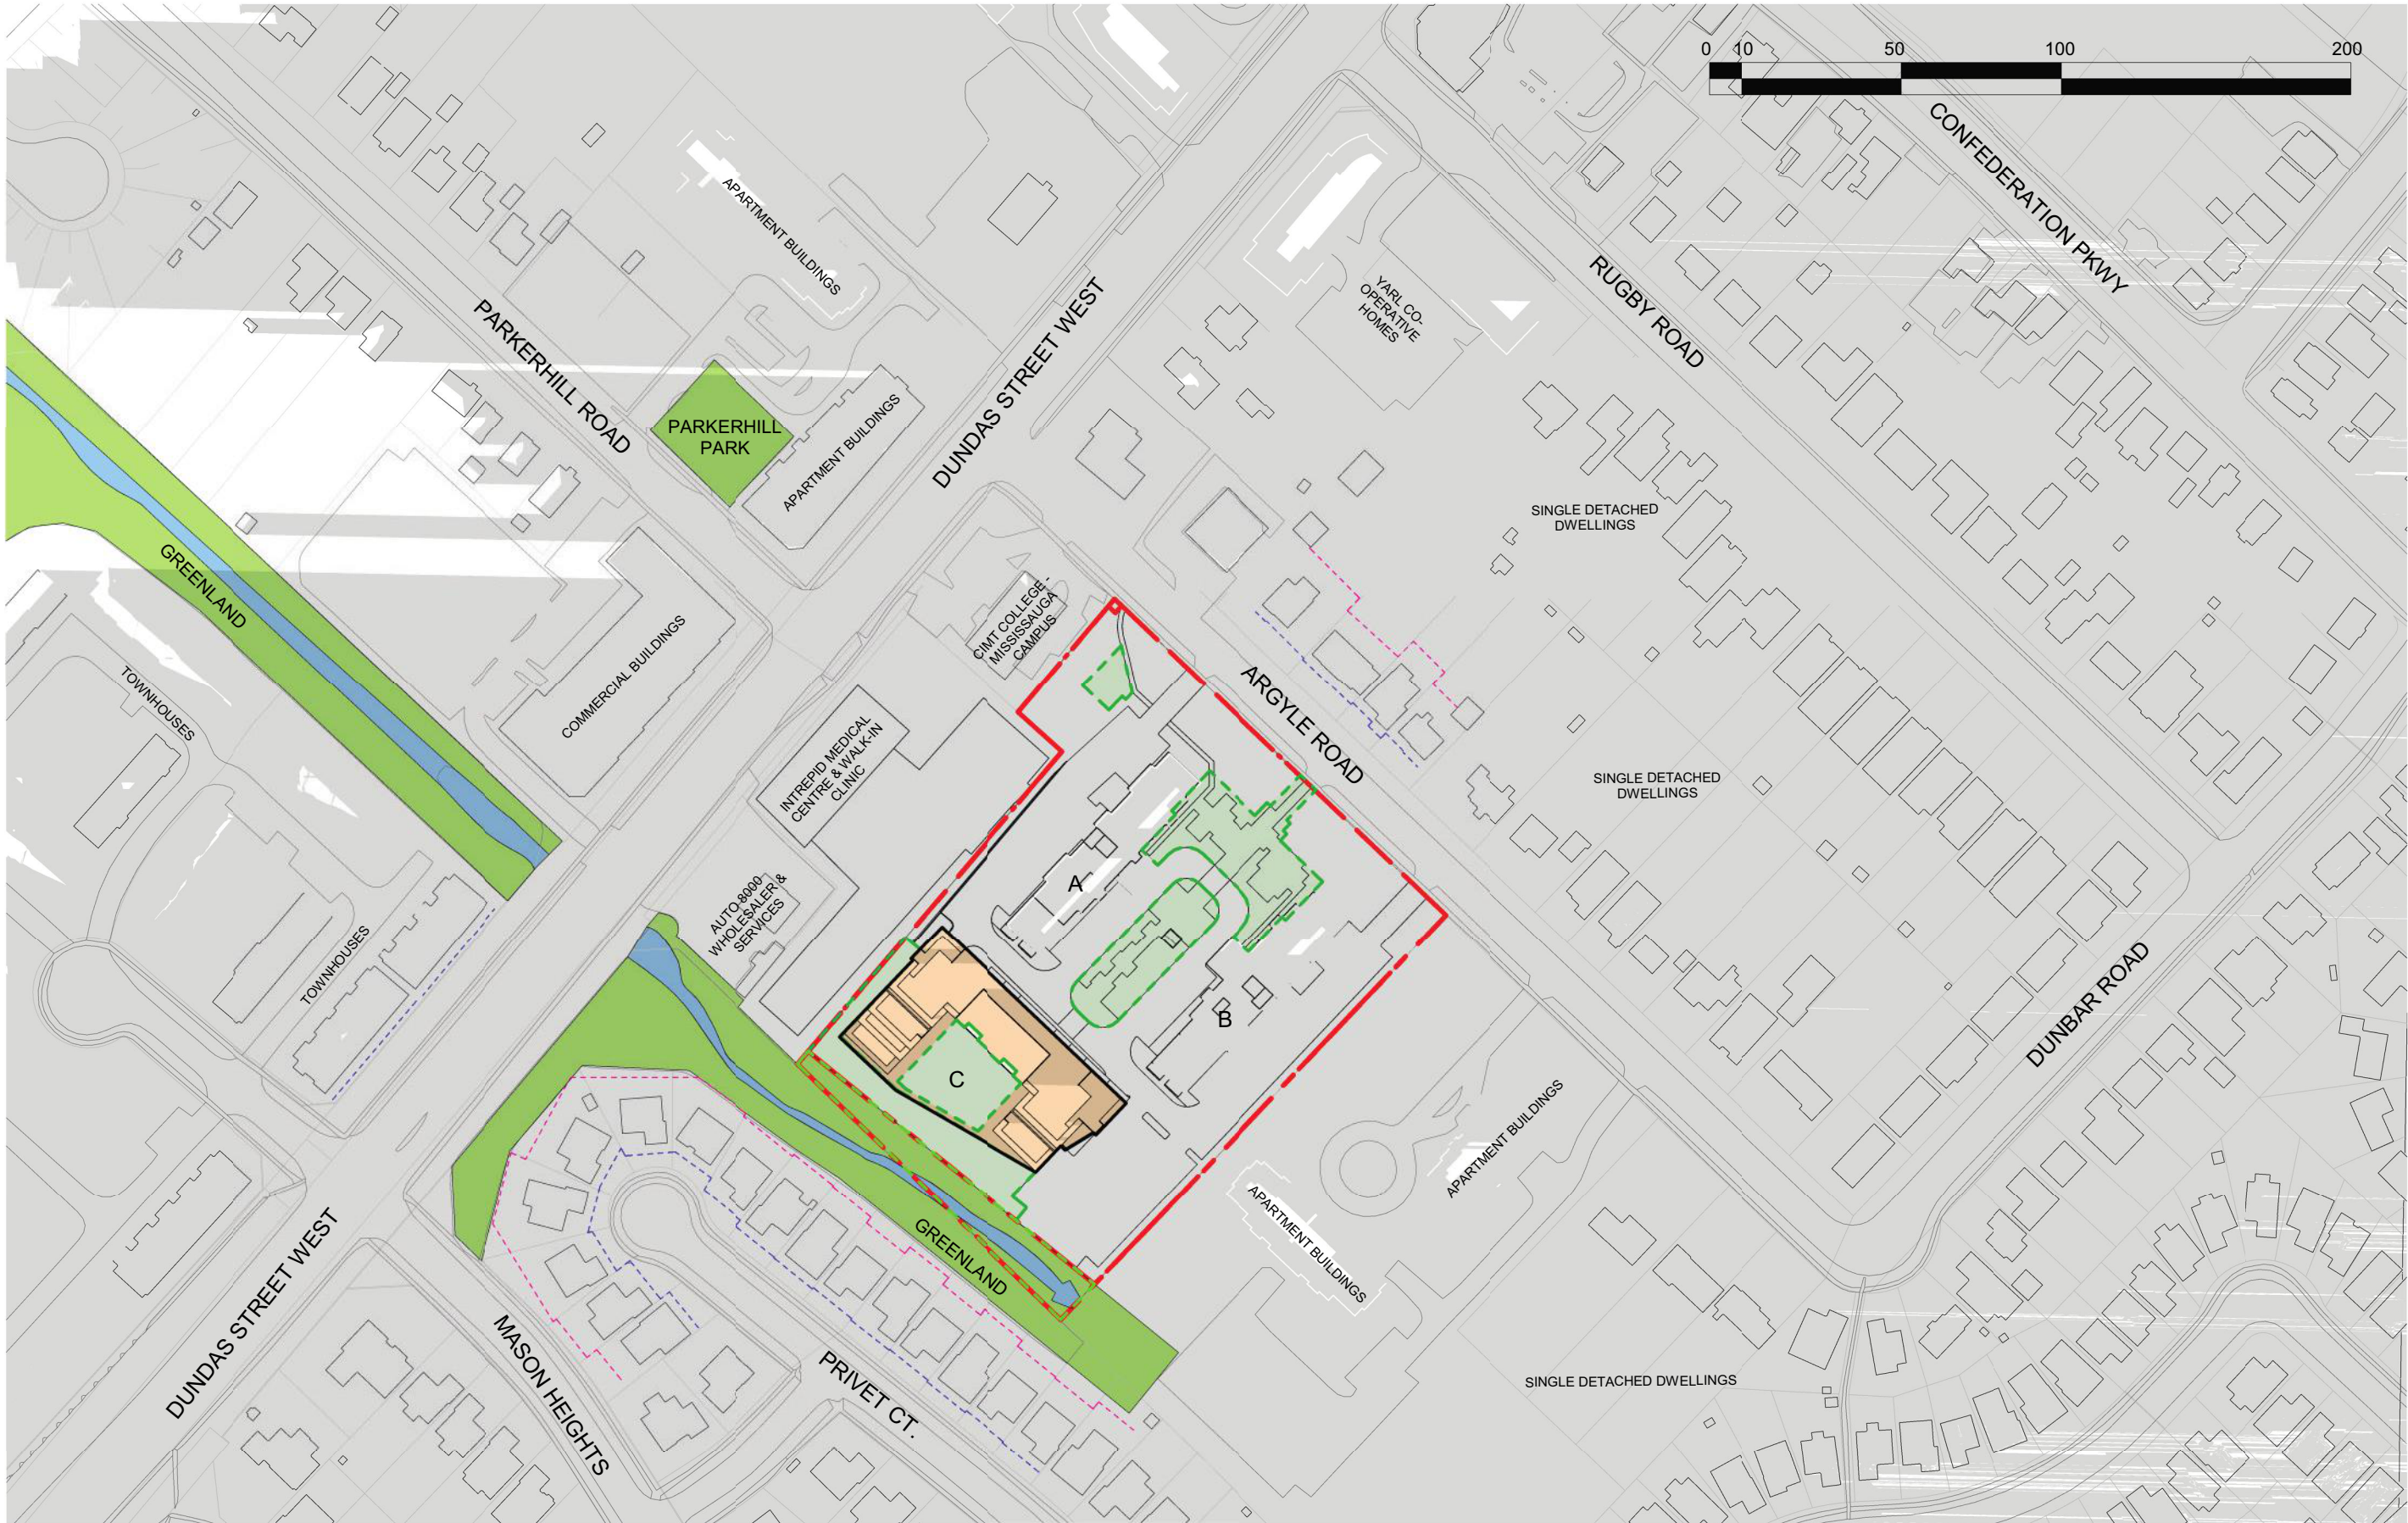 0 10 50 100 200
CONFEDERATION PKWY
APARTMENT BUILDINGS
RUGBY ROAD
YARL CO-
OPERATIVE
HOMES
PARKERHILL ROAD
DUNDAS STREET WEST
PARKERHILL
PARK
APARTMENT BUILDINGS
SINGLE DETACHED
DWELLINGS
GREENLAND
CIMT COLLEGE -
MISSISSAUGA
CAMPUS
COMMERCIAL BUILDINGS
TOWNHOUSES
ARGYLE ROAD
INTREPID MEDICAL
CENTRE & WALK-IN
CLINIC
SINGLE DETACHED
DWELLINGS
A
AUTO 8000
WHOLESALER &
SERVICES
TOWNHOUSES
B
DUNBAR ROAD
C
APARTMENT BUILDINGS
APARTMENT BUILDINGS
GREENLAND
DUNDAS STREET WEST
MASON HEIGHTS
PRIVET CT.
SINGLE DETACHED DWELLINGS